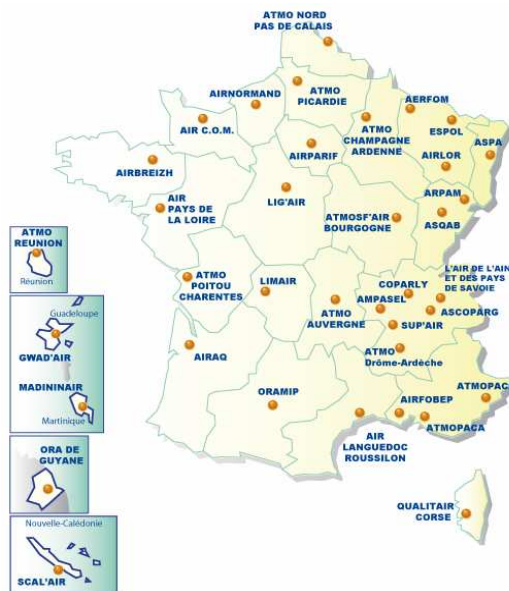 ATMO NORD
PAS DE CALAIS
AIRNORMAND
ATMO
PICARDIE
AERFOM
AIR C.O.M.
ATMO
CHAMPAGNE
ARDENNE
ESPOL
ASPA
AIRPARIF
AIRLOR
AIRBREIZH
AIR
PAYS DE
LA LOIRE
LIG'AIR
ARPAM
ATMOSF'AIR
BOURGOGNE
ASQAB
ATMO
REUNION
Réunion
ATMO
POITOU
CHARENTES
LIMAIR
ATMO
AUVERGNE
COPARLY
AMPASEL
L'AIR DE L'AIN
ET DES PAYS
DE SAVOIE
ASCOPARG
SUP'AIR
Guadeloupe
GWAD'AIR
MADININAIR
Martinique
AIRAQ
ATMO
Drôme-Ardèche
ORAMIP
AIRFOBEP
ATMOPACA
ATMOPACA
AIR
LANGUEDOC
ROUSSILON
ORA DE
GUYANE
QUALITAIR
CORSE
Nouvelle-Calédonie
SCAL'AIR